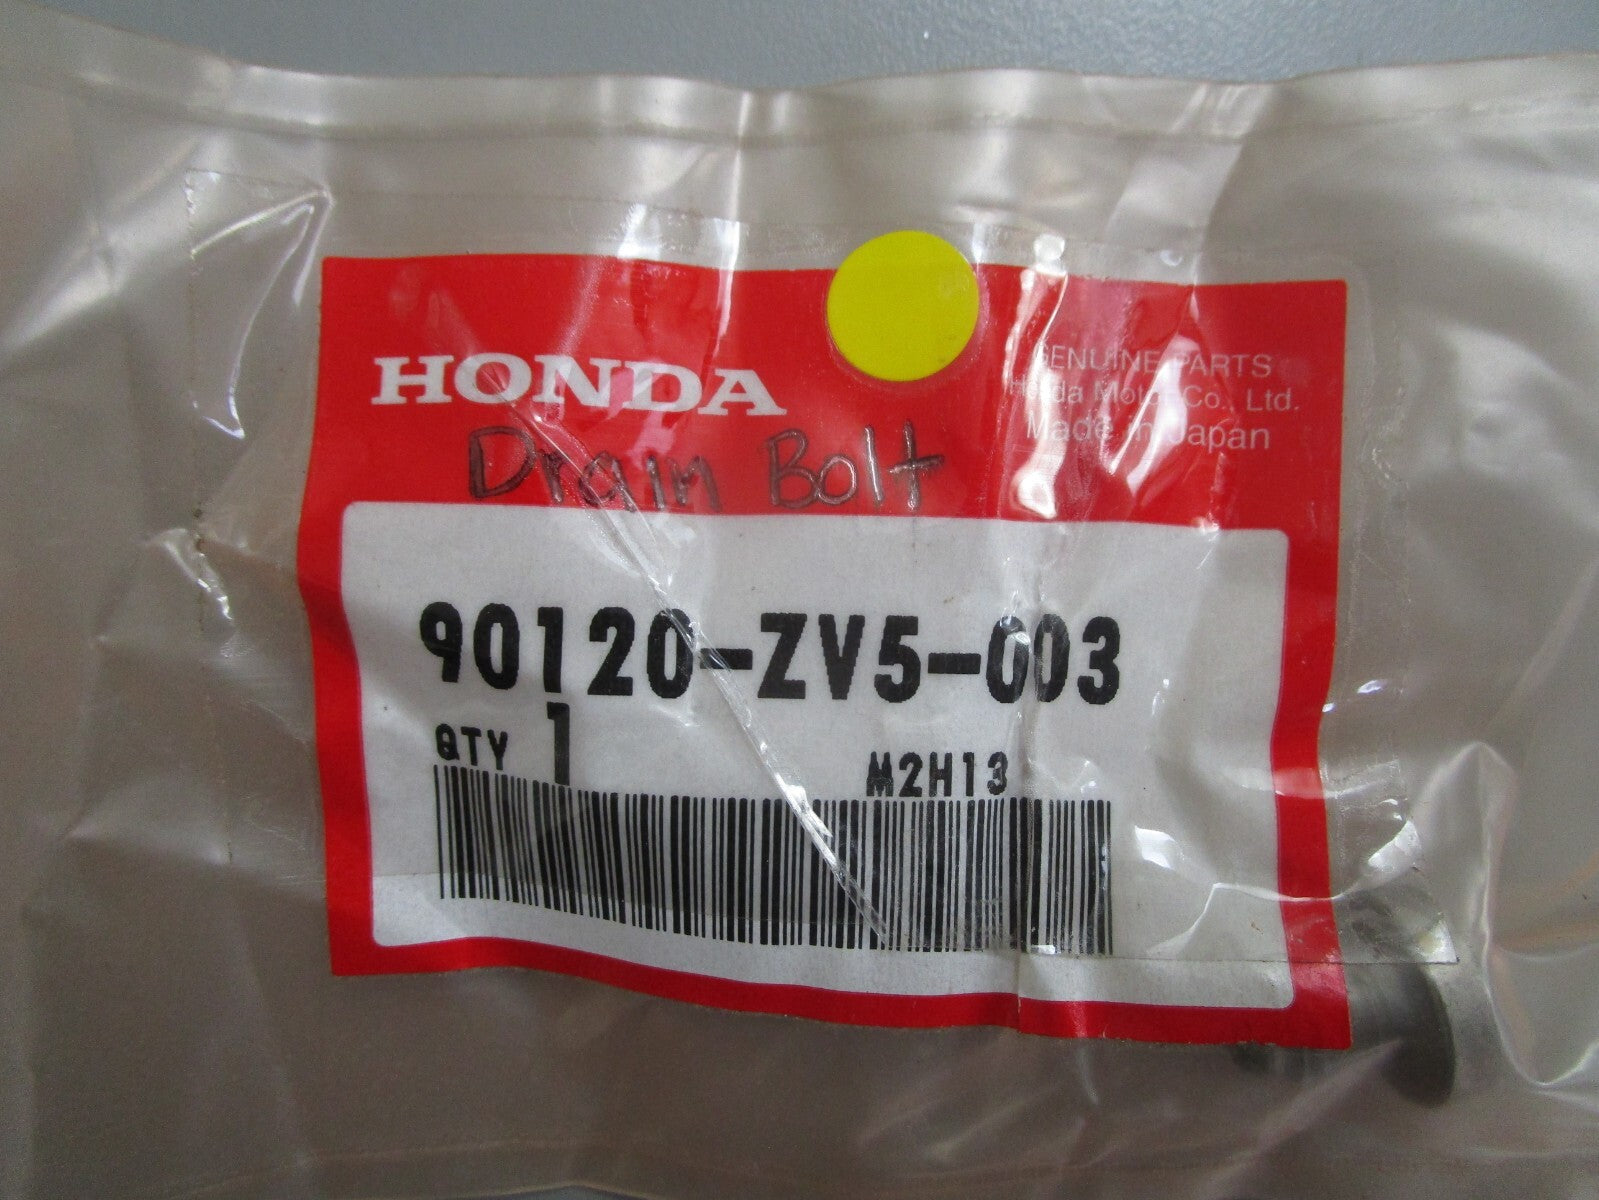 HONDA
GENUINE PARTS
Honda Motor Co., Ltd.
Made in Japan
Drain Bolt
90120-ZV5-003
QTY 1
M2H13